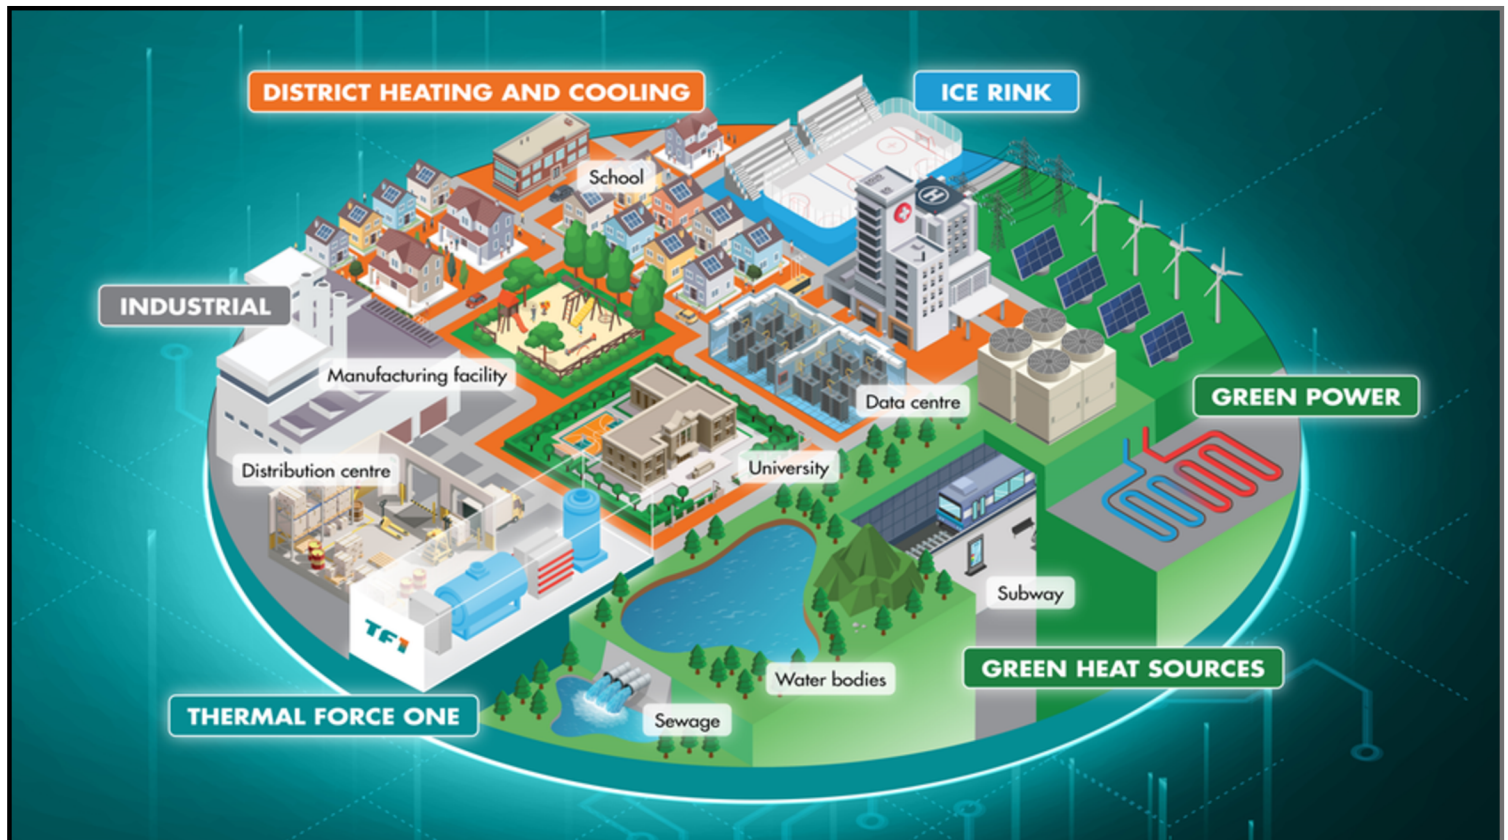 DISTRICT HEATING AND COOLING
ICE RINK
School
H
INDUSTRIAL
Manufacturing facility
Data centre
GREEN POWER
Distribution centre
University
Subway
TF1
Water bodies
GREEN HEAT SOURCES
THERMAL FORCE ONE
Sewage